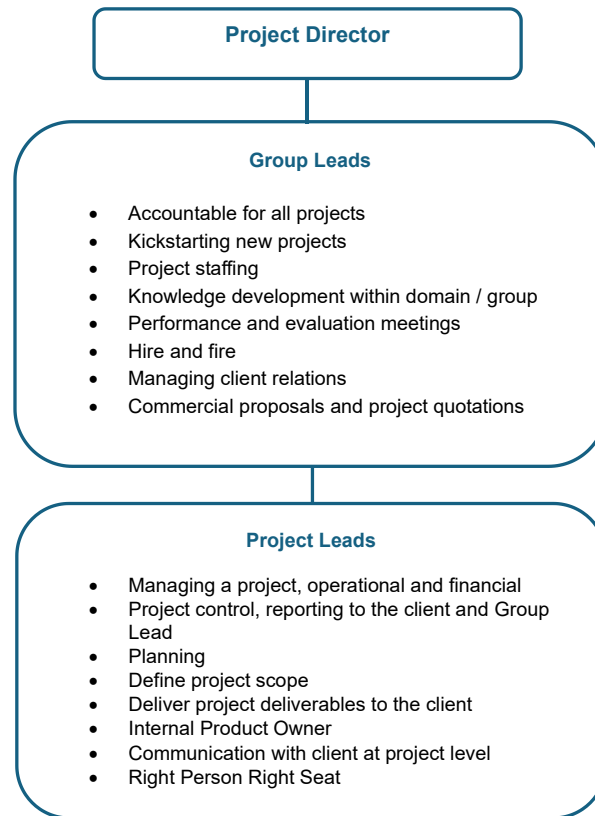 Project Director
Group Leads
• Accountable for all projects
• Kickstarting new projects
• Project staffing
• Knowledge development within domain / group
• Performance and evaluation meetings
• Hire and fire
• Managing client relations
• Commercial proposals and project quotations
Project Leads
• Managing a project, operational and financial
• Project control, reporting to the client and Group
Lead
• Planning
• Define project scope
• Deliver project deliverables to the client
• Internal Product Owner
• Communication with client at project level
• Right Person Right Seat